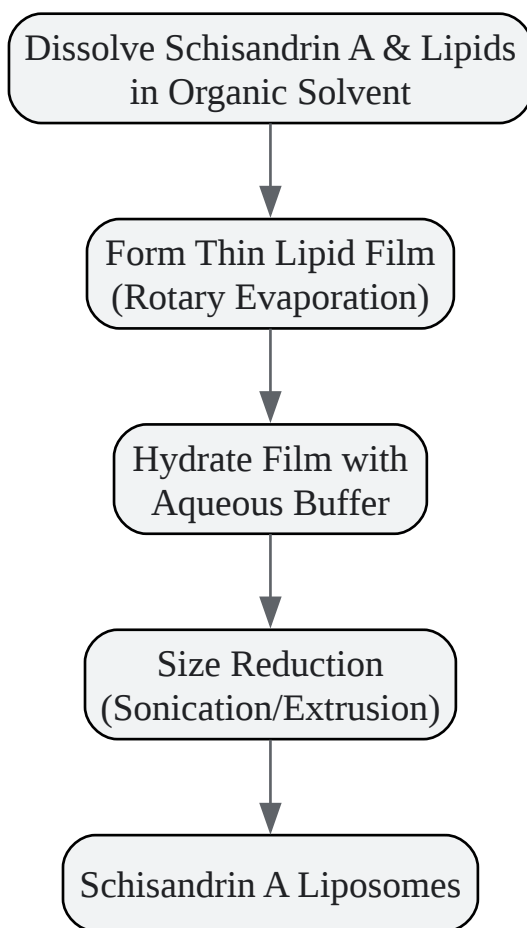 Dissolve Schisandrin A & Lipids
in Organic Solvent
Form Thin Lipid Film
(Rotary Evaporation)
Hydrate Film with
Aqueous Buffer
Size Reduction
(Sonication/Extrusion)
Schisandrin A Liposomes